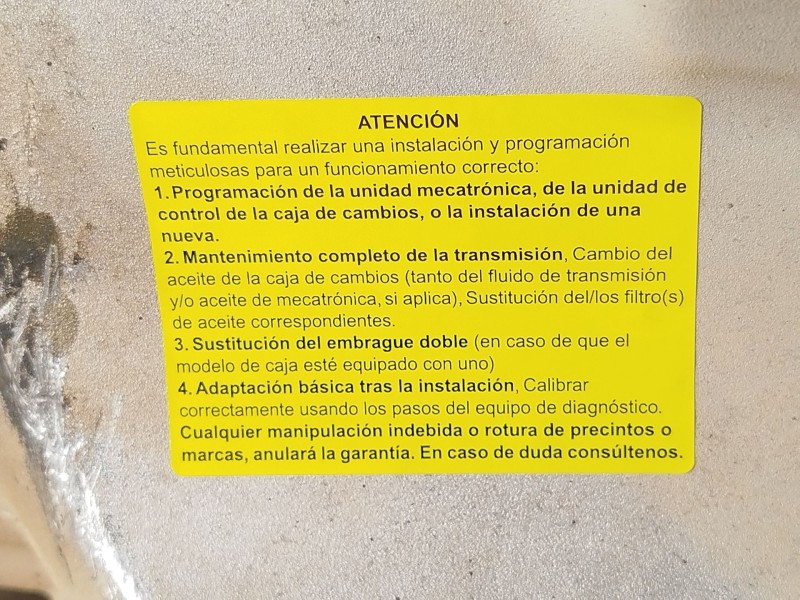 ATENCIÓN
Es fundamental realizar una instalación y programación
meticulosas para un funcionamiento correcto:
1. Programación de la unidad mecatrónica, de la unidad de
control de la caja de cambios, o la instalación de una
nueva.
2. Mantenimiento completo de la transmisión, Cambio del
aceite de la caja de cambios (tanto del fluido de transmisión
y/o aceite de mecatrónica, si aplica), Sustitución del/los filtro(s)
de aceite correspondientes.
3. Sustitución del embrague doble (en caso de que el
modelo de caja esté equipado con uno)
4. Adaptación básica tras la instalación, Calibrar
correctamente usando los pasos del equipo de diagnóstico.
Cualquier manipulación indebida o rotura de precintos o
marcas, anulará la garantía. En caso de duda consúltenos.